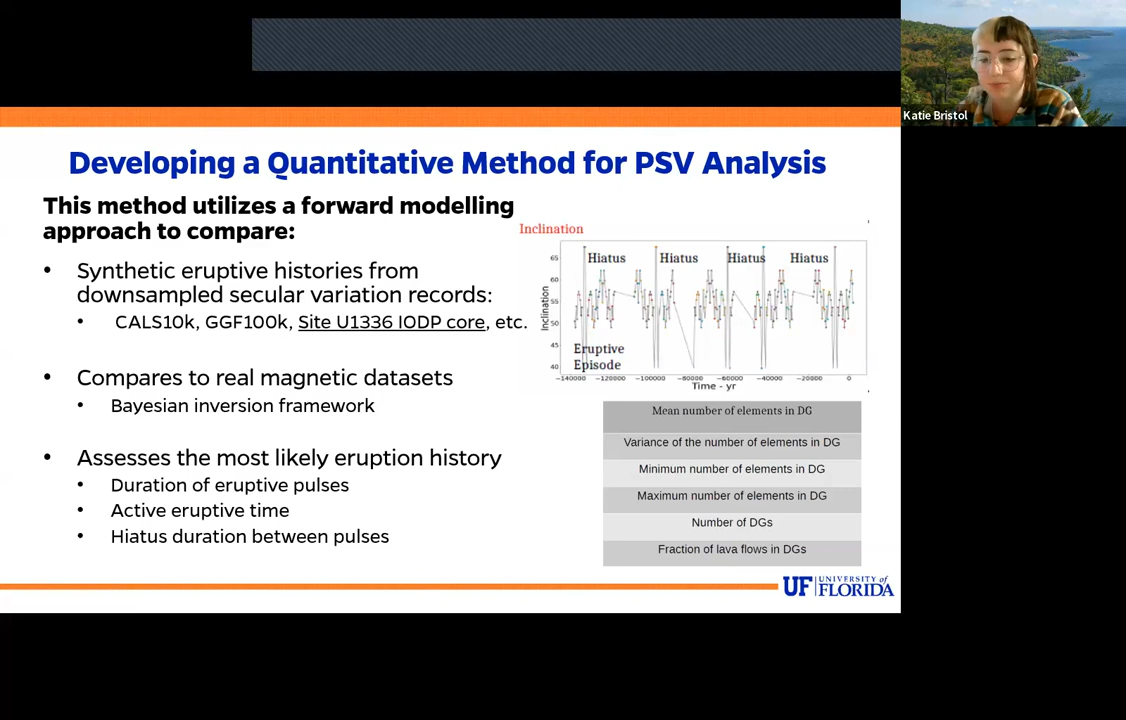 Katie Bristol
Developing a Quantitative Method for PSV Analysis
This method utilizes a forward modelling
approach to compare:
• Synthetic eruptive histories from
downsampled secular variation records:
• CALS10k, GGF100k, Site U1336 IODP core, etc.
• Compares to real magnetic datasets
• Bayesian inversion framework
• Assesses the most likely eruption history
• Duration of eruptive pulses
• Active eruptive time
• Hiatus duration between pulses
Inclination
Inclination
65
60
55
50
45
40
Hiatus Hiatus Hiatus Hiatus
Eruptive
Episode
−140000 −120000 −100000 −80000 −60000 −40000 −20000 0
Time - yr
Mean number of elements in DG
Variance of the number of elements in DG
Minimum number of elements in DG
Maximum number of elements in DG
Number of DGs
Fraction of lava flows in DGs
UF UNIVERSITY of
FLORIDA